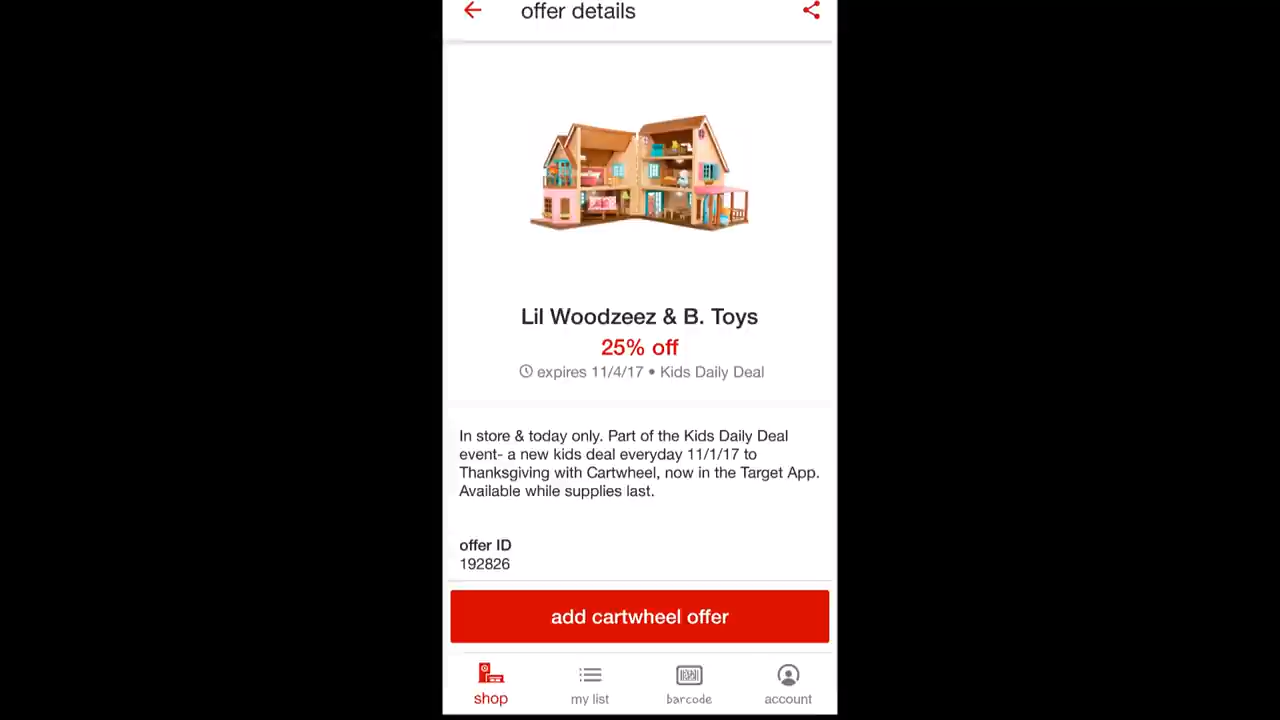 offer details
Lil Woodzeez & B. Toys
25% off
expires 11/4/17 • Kids Daily Deal
In store & today only. Part of the Kids Daily Deal
event- a new kids deal everyday 11/1/17 to
Thanksgiving with Cartwheel, now in the Target App.
Available while supplies last.
offer ID
192826
add cartwheel offer
shop
my list
barcode
account